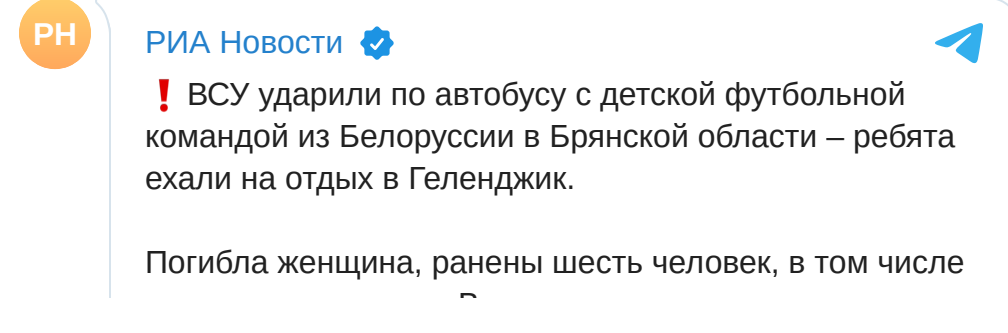 РН
РИА Новости
❗ ВСУ ударили по автобусу с детской футбольной
командой из Белоруссии в Брянской области – ребята
ехали на отдых в Геленджик.
Погибла женщина, ранены шесть человек, в том числе